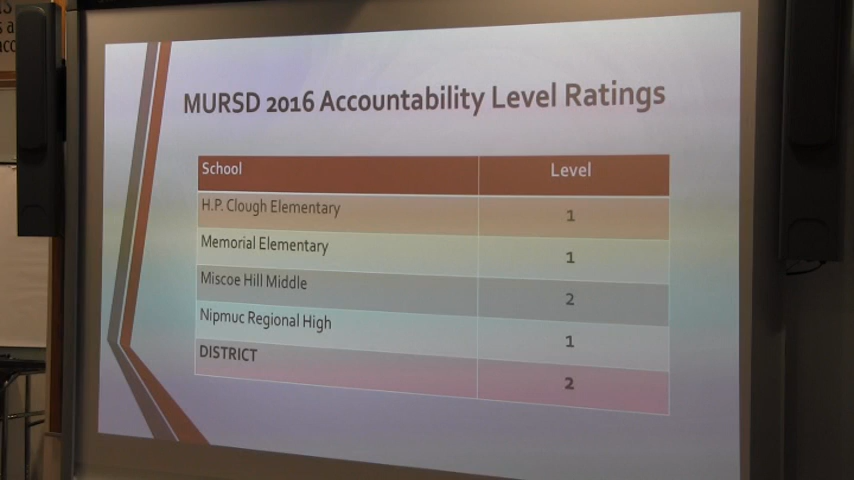 MURSD 2016 Accountability Level Ratings
School Level
H.P. Clough Elementary 1
Memorial Elementary 1
Miscoe Hill Middle 2
Nipmuc Regional High 1
DISTRICT 2